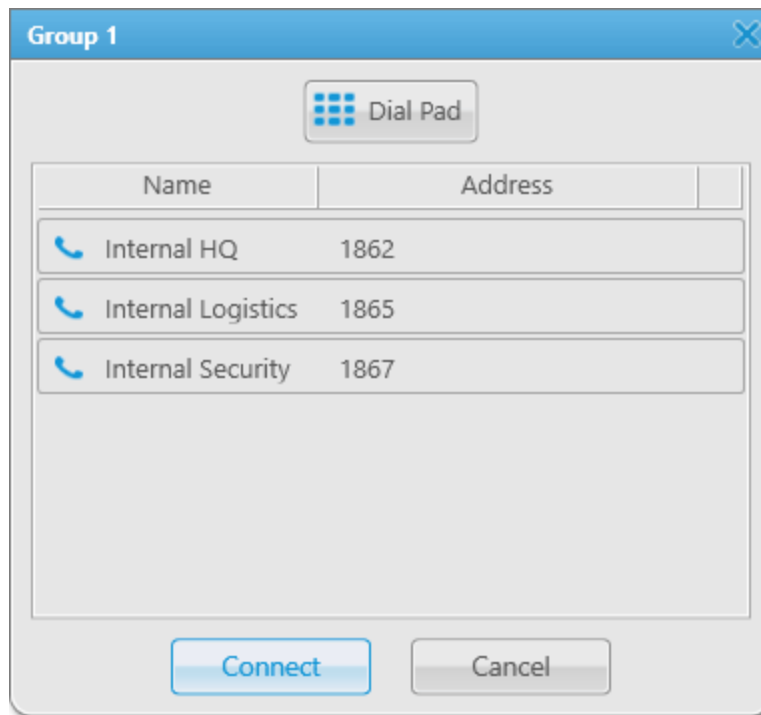 Group 1
Dial Pad
Name Address
Internal HQ 1862
Internal Logistics 1865
Internal Security 1867
Connect Cancel